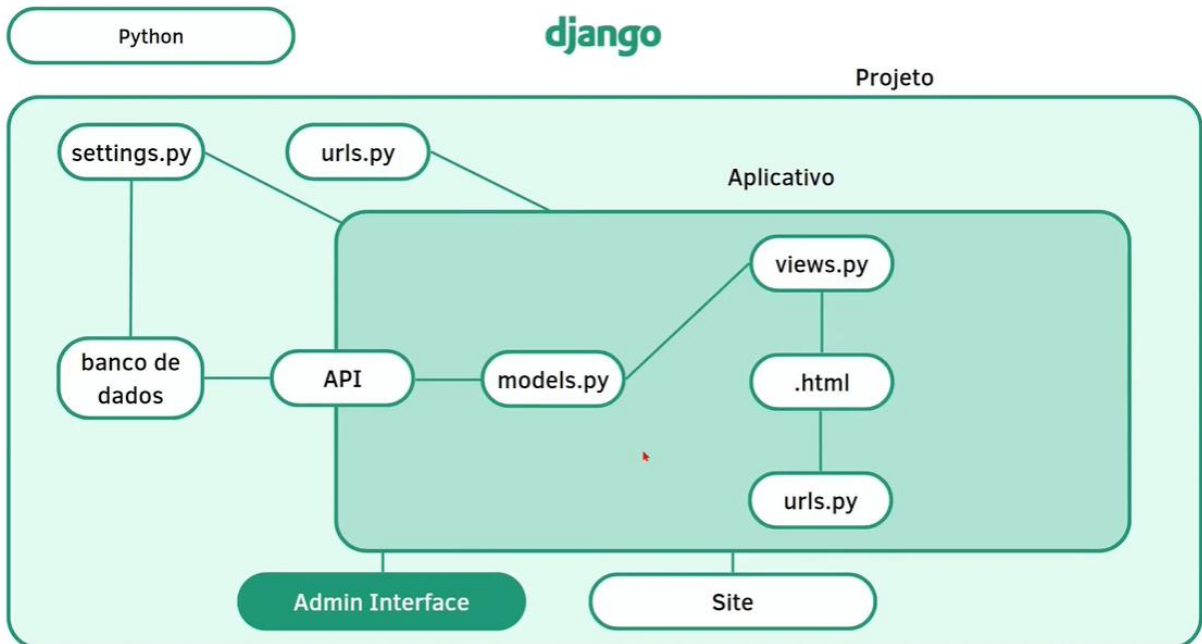 Python
django
Projeto
settings.py
urls.py
Aplicativo
views.py
banco de
dados
API
models.py
.html
urls.py
Admin Interface
Site